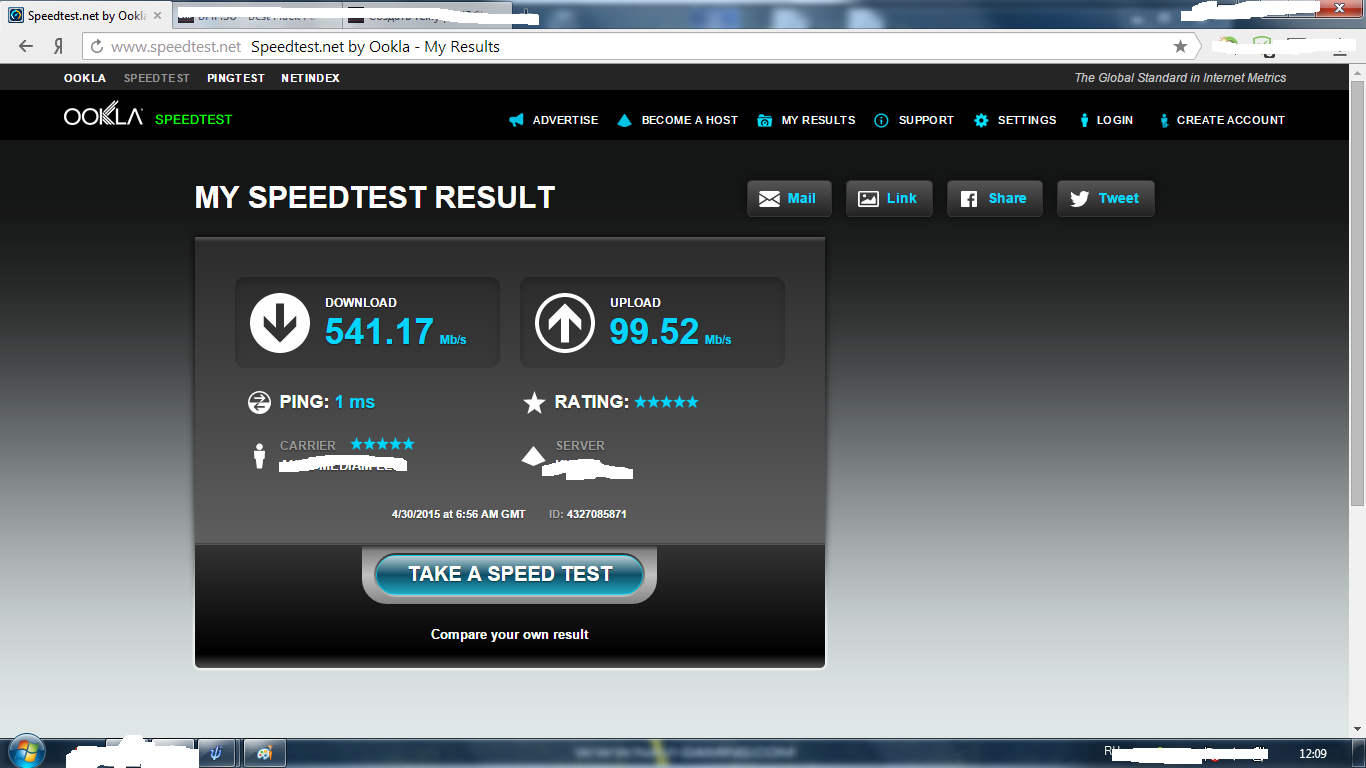 Speedtest.net by Ookla
www.speedtest.net Speedtest.net by Ookla - My Results
OOKLA SPEEDTEST PINGTEST NETINDEX
The Global Standard in Internet Metrics
OOKLA SPEEDTEST
ADVERTISE BECOME A HOST MY RESULTS SUPPORT SETTINGS LOGIN CREATE ACCOUNT
MY SPEEDTEST RESULT
Mail Link Share Tweet
DOWNLOAD
541.17 Mb/s
UPLOAD
99.52 Mb/s
PING: 1 ms
RATING:
CARRIER
SERVER
4/30/2015 at 6:56 AM GMT ID: 4327085871
TAKE A SPEED TEST
Compare your own result
12:09